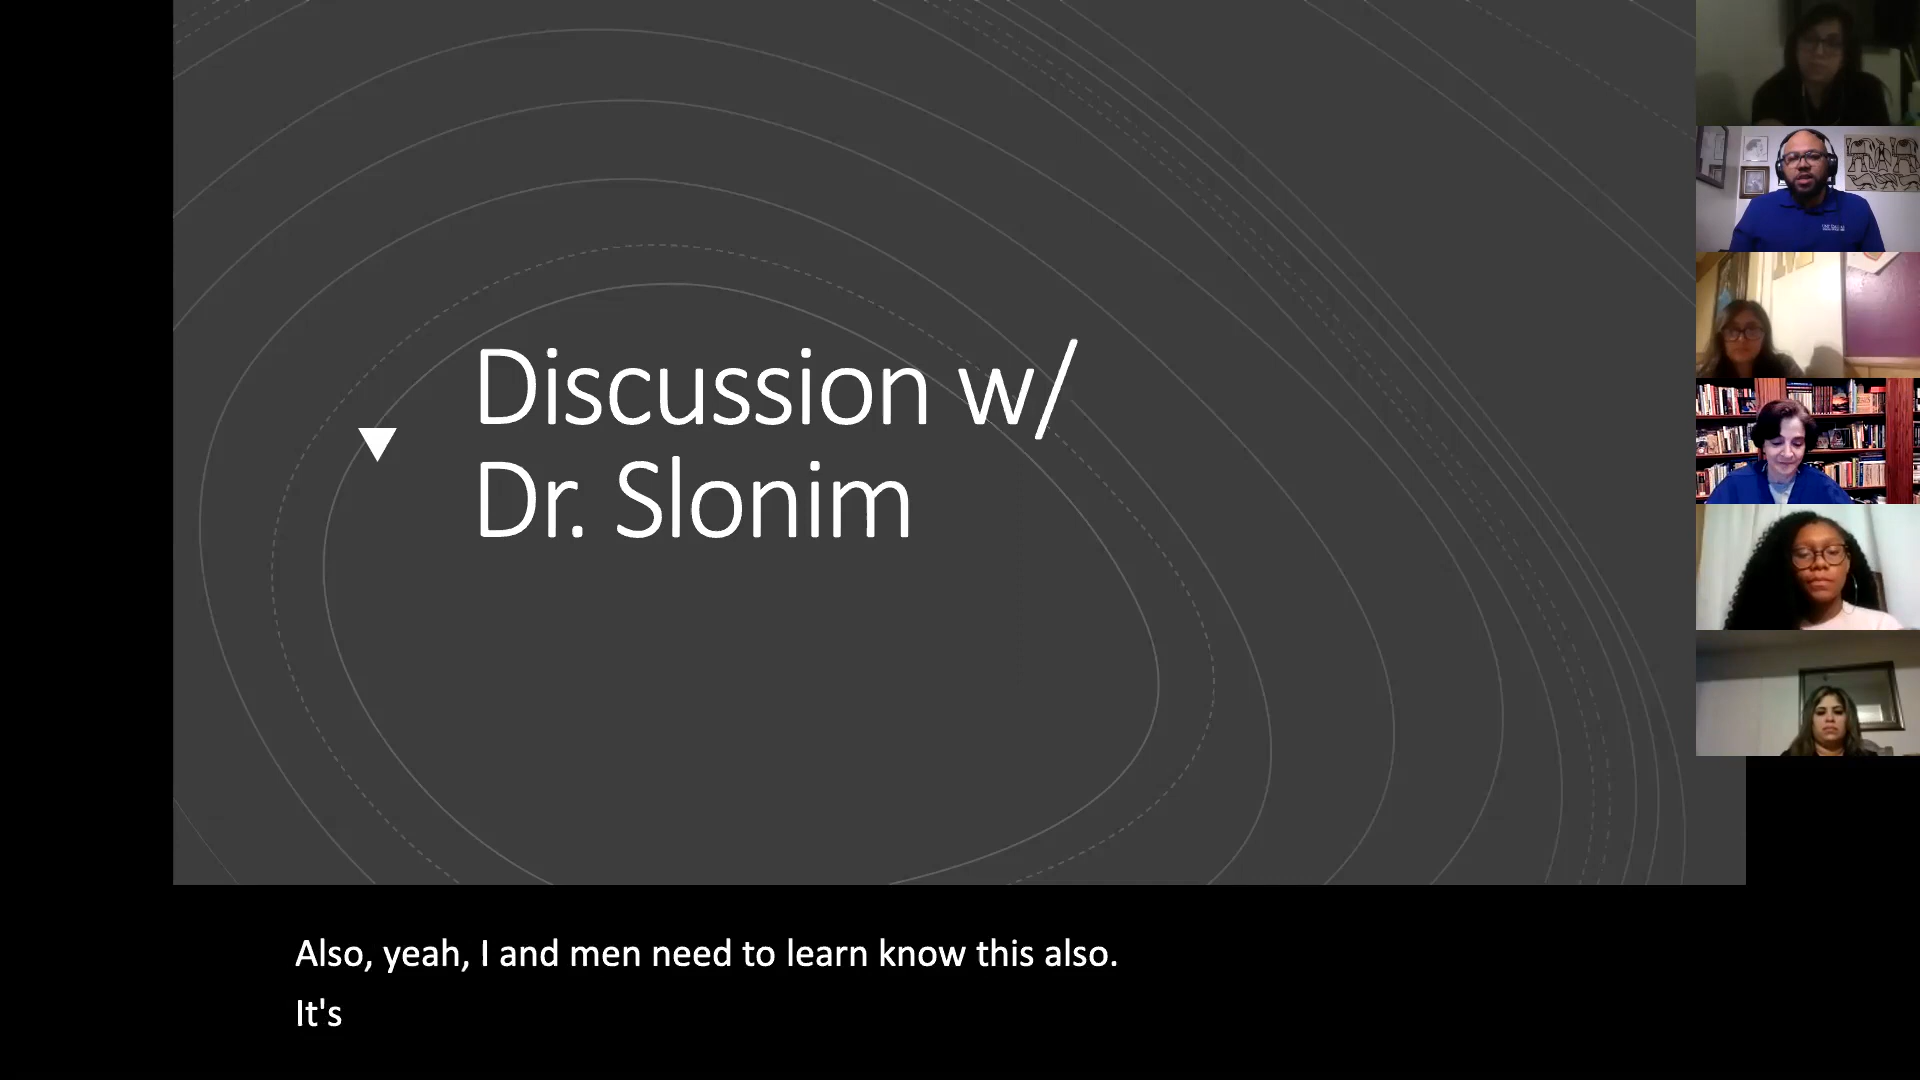 Discussion w/
Dr. Slonim
Also, yeah, I and men need to learn know this also.
It's